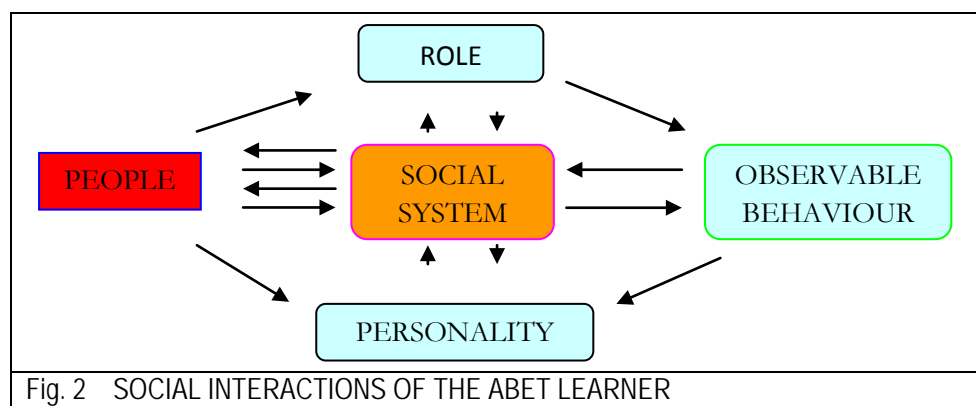 ROLE
PEOPLE
SOCIAL
SYSTEM
OBSERVABLE
BEHAVIOUR
PERSONALITY
Fig. 2 SOCIAL INTERACTIONS OF THE ABET LEARNER